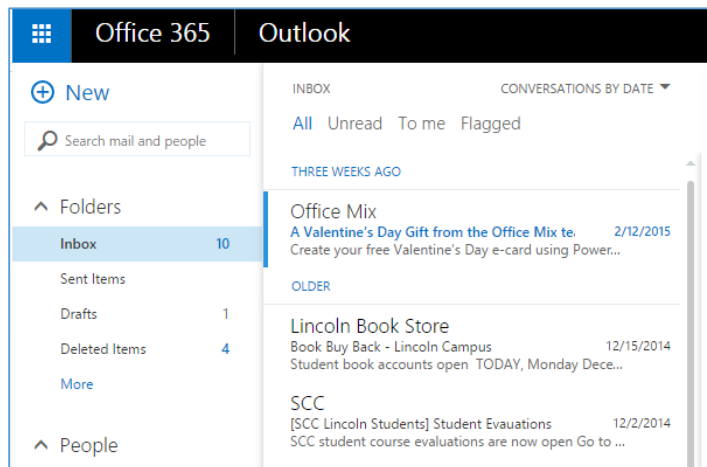 Office 365 Outlook
New
Search mail and people
Folders
Inbox 10
Sent Items
Drafts 1
Deleted Items 4
More
People
INBOX CONVERSATIONS BY DATE
All Unread To me Flagged
THREE WEEKS AGO
Office Mix
A Valentine's Day Gift from the Office Mix te 2/12/2015
Create your free Valentine's Day e-card using Power...
OLDER
Lincoln Book Store
Book Buy Back - Lincoln Campus 12/15/2014
Student book accounts open TODAY, Monday Dece...
SCC
[SCC Lincoln Students] Student Evauations 12/2/2014
SCC student course evaluations are now open Go to ...